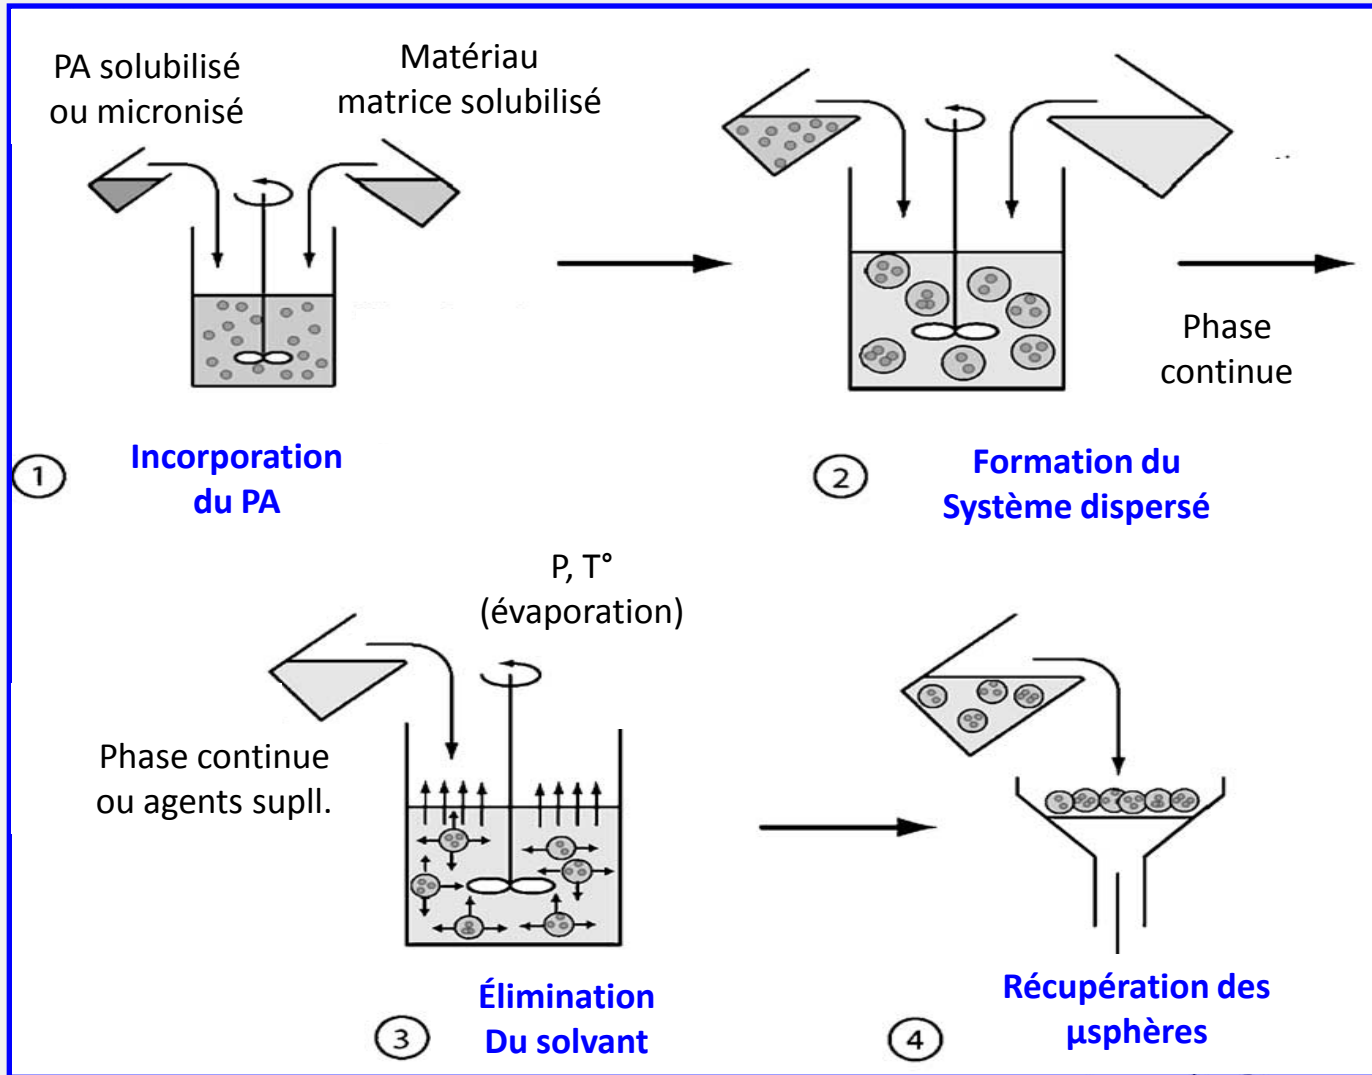 PA solubilisé
ou micronisé
Matériau
matrice solubilisé
Phase
continue
1
Incorporation
du PA
2
Formation du
Système dispersé
P, T°
(évaporation)
Phase continue
ou agents supll.
3
Élimination
Du solvant
4
Récupération des
µsphères